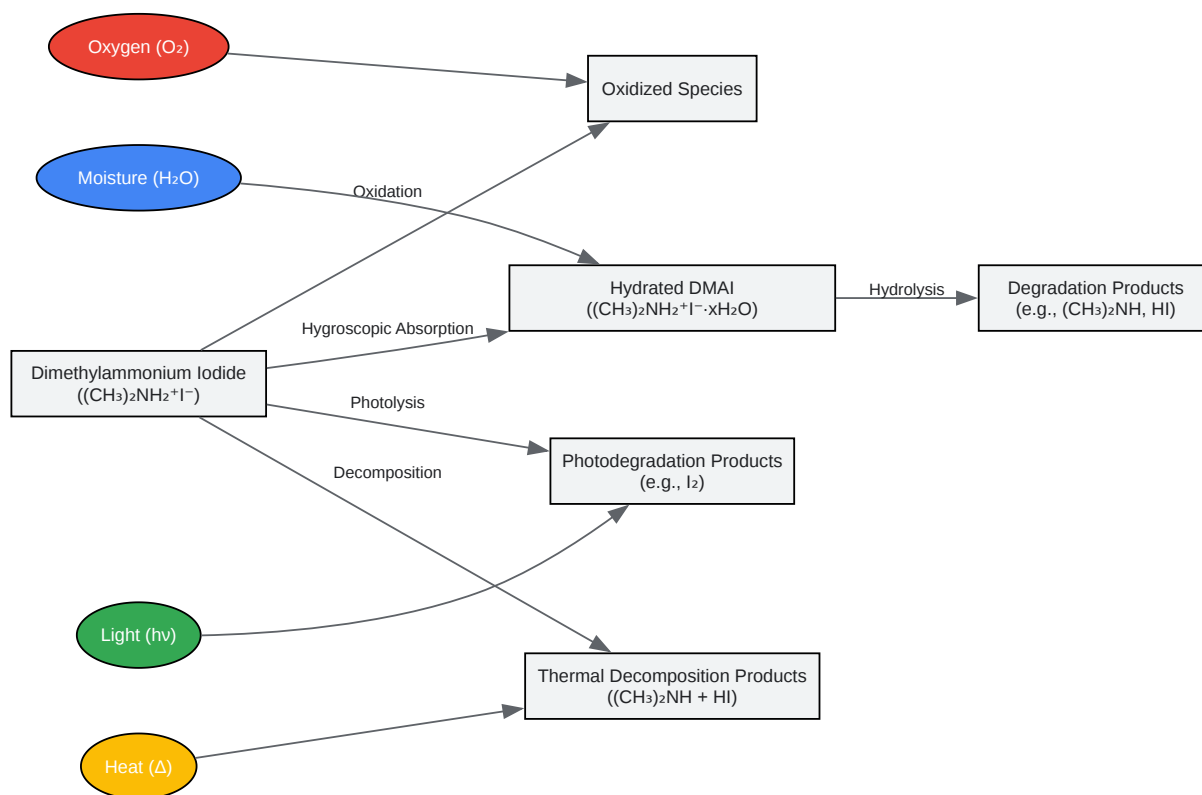 Oxygen (O₂)
Oxidized Species
Moisture (H₂O)
Oxidation
Hydrated DMAI
((CH₃)₂NH₂⁺I⁻·xH₂O)
Hydrolysis
Degradation Products
(e.g., (CH₃)₂NH, HI)
Hygroscopic Absorption
Dimethylammonium Iodide
((CH₃)₂NH₂⁺I⁻)
Photolysis
Photodegradation Products
(e.g., I₂)
Decomposition
Light (hν)
Thermal Decomposition Products
((CH₃)₂NH + HI)
Heat (Δ)